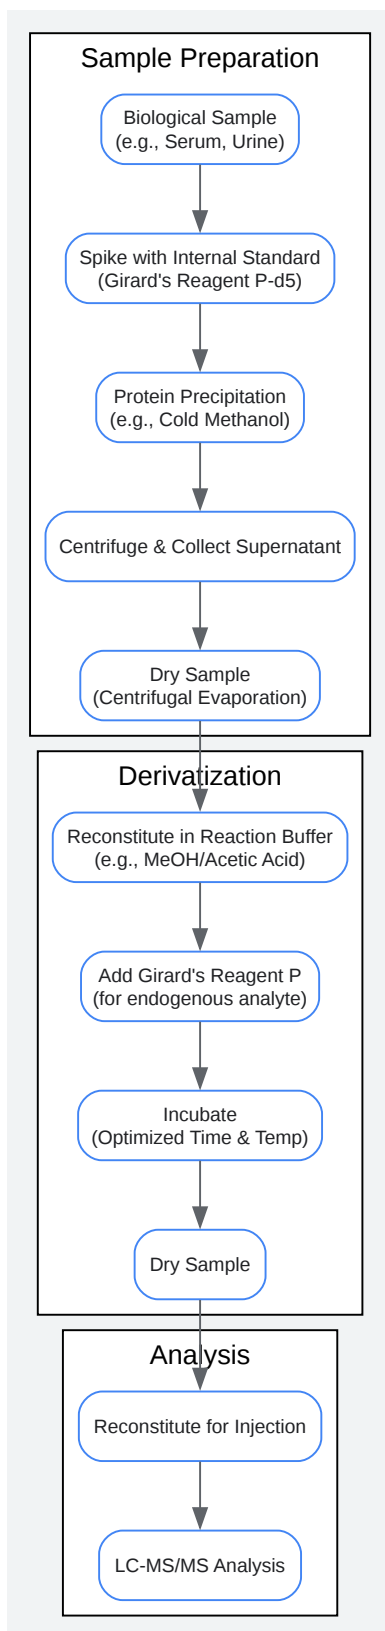 Sample Preparation
Biological Sample
(e.g., Serum, Urine)
Spike with Internal Standard
(Girard's Reagent P-d5)
Protein Precipitation
(e.g., Cold Methanol)
Centrifuge & Collect Supernatant
Dry Sample
(Centrifugal Evaporation)
Derivatization
Reconstitute in Reaction Buffer
(e.g., MeOH/Acetic Acid)
Add Girard's Reagent P
(for endogenous analyte)
Incubate
(Optimized Time & Temp)
Dry Sample
Analysis
Reconstitute for Injection
LC-MS/MS Analysis